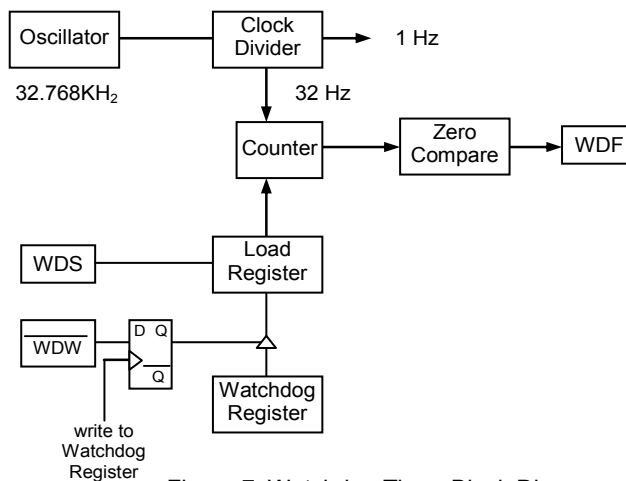 Oscillator
Clock
Divider
1 Hz
32.768KH₂
32 Hz
Counter
Zero
Compare
WDF
Load
Register
WDS
WDW
D Q
Q
Watchdog
Register
write to
Watchdog
Register